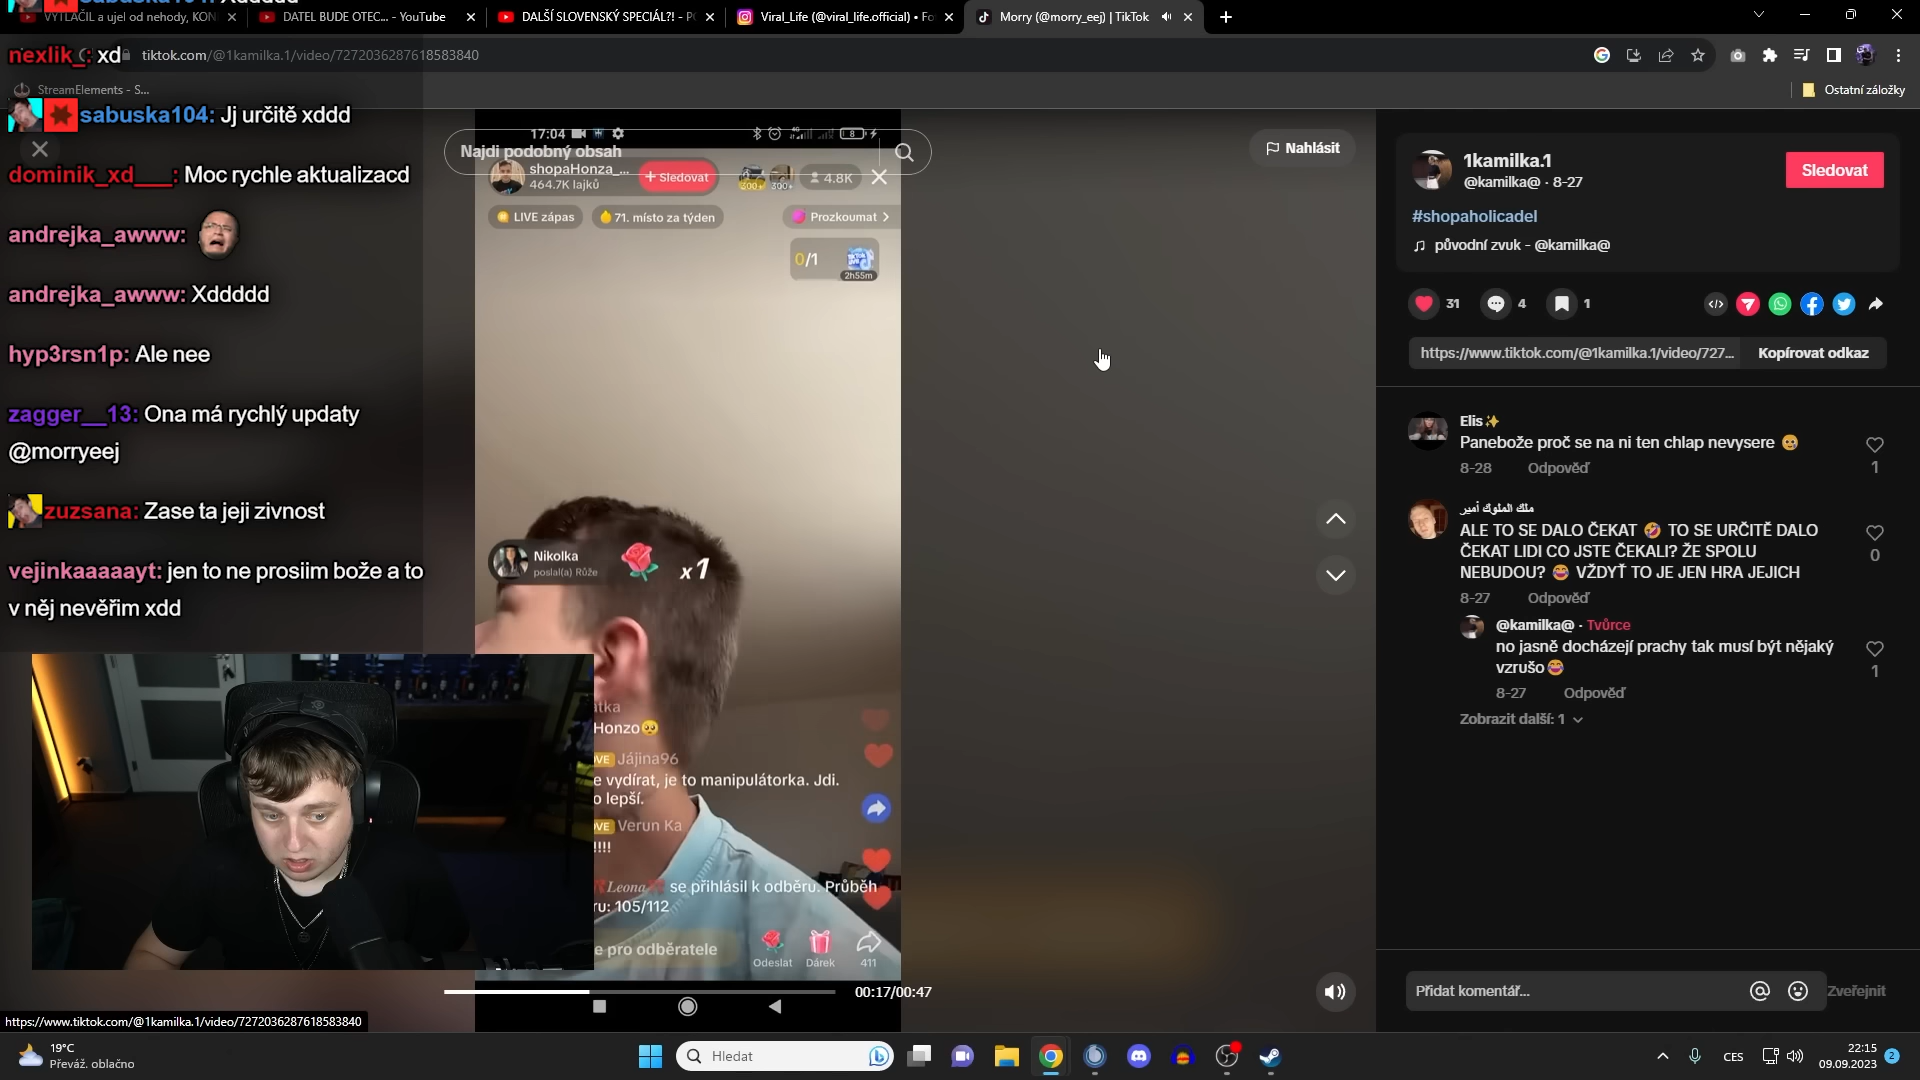 VYTLAČIL a ujel od nehody, KON
DATEL BUDE OTEC... - YouTube
DALŠÍ SLOVENSKÝ SPECIÁL?! - P
Viral_Life (@viral_life.official) • Fo
Morry (@morry_eej) | TikTok
tiktok.com/@1kamilka.1/video/7272036287618583840
StreamElements - S...
Ostatní záložky
nexlik_: xd
sabuska104: Jj určitě xddd
dominik_xd___: Moc rychle aktualizacd
andrejka_awww:
andrejka_awww: Xddddd
hyp3rsn1p: Ale nee
zagger__13: Ona má rychlý updaty
@morryeej
zuzsana: Zase ta jeji zivnost
vejinkaaaaayt: jen to ne prosiim bože a to
v něj nevěřim xdd
17:04
8
Najdi podobný obsah
shopaHonza_...
464.7K lajků
+ Sledovat
300+
300+
4.8K
LIVE zápas
71. místo za týden
Prozkoumat >
0/1
2h55m
Nahlásit
Nikolka
poslal(a) Růže
x1
Honzo
Jájina96
e vydírat, je to manipulátorka. Jdi.
o lepší.
Verun Ka
!!!!
Leona se přihlásil k odběru. Průběh
ru: 105/112
e pro odběratele
Odeslat
Dárek
411
00:17/00:47
1kamilka.1
@kamilka@ · 8-27
Sledovat
#shopaholicadel
původní zvuk - @kamilka@
31
4
1
https://www.tiktok.com/@1kamilka.1/video/727...
Kopírovat odkaz
Elis✨
Panebože proč se na ni ten chlap nevysere
8-28 Odpověď
1
ملك الملوك أمير
ALE TO SE DALO ČEKAT 🤣 TO SE URČITĚ DALO
ČEKAT LIDI CO JSTE ČEKALI? ŽE SPOLU
NEBUDOU? 😂 VŽDYŤ TO JE JEN HRA JEJICH
8-27 Odpověď
0
@kamilka@ · Tvůrce
no jasně docházejí prachy tak musí být nějaký
vzrušo😂
8-27 Odpověď
1
Zobrazit další: 1
Přidat komentář...
Zveřejnit
https://www.tiktok.com/@1kamilka.1/video/7272036287618583840
19°C
Převáž. oblačno
Hledat
CES
22:15
09.09.2023
2